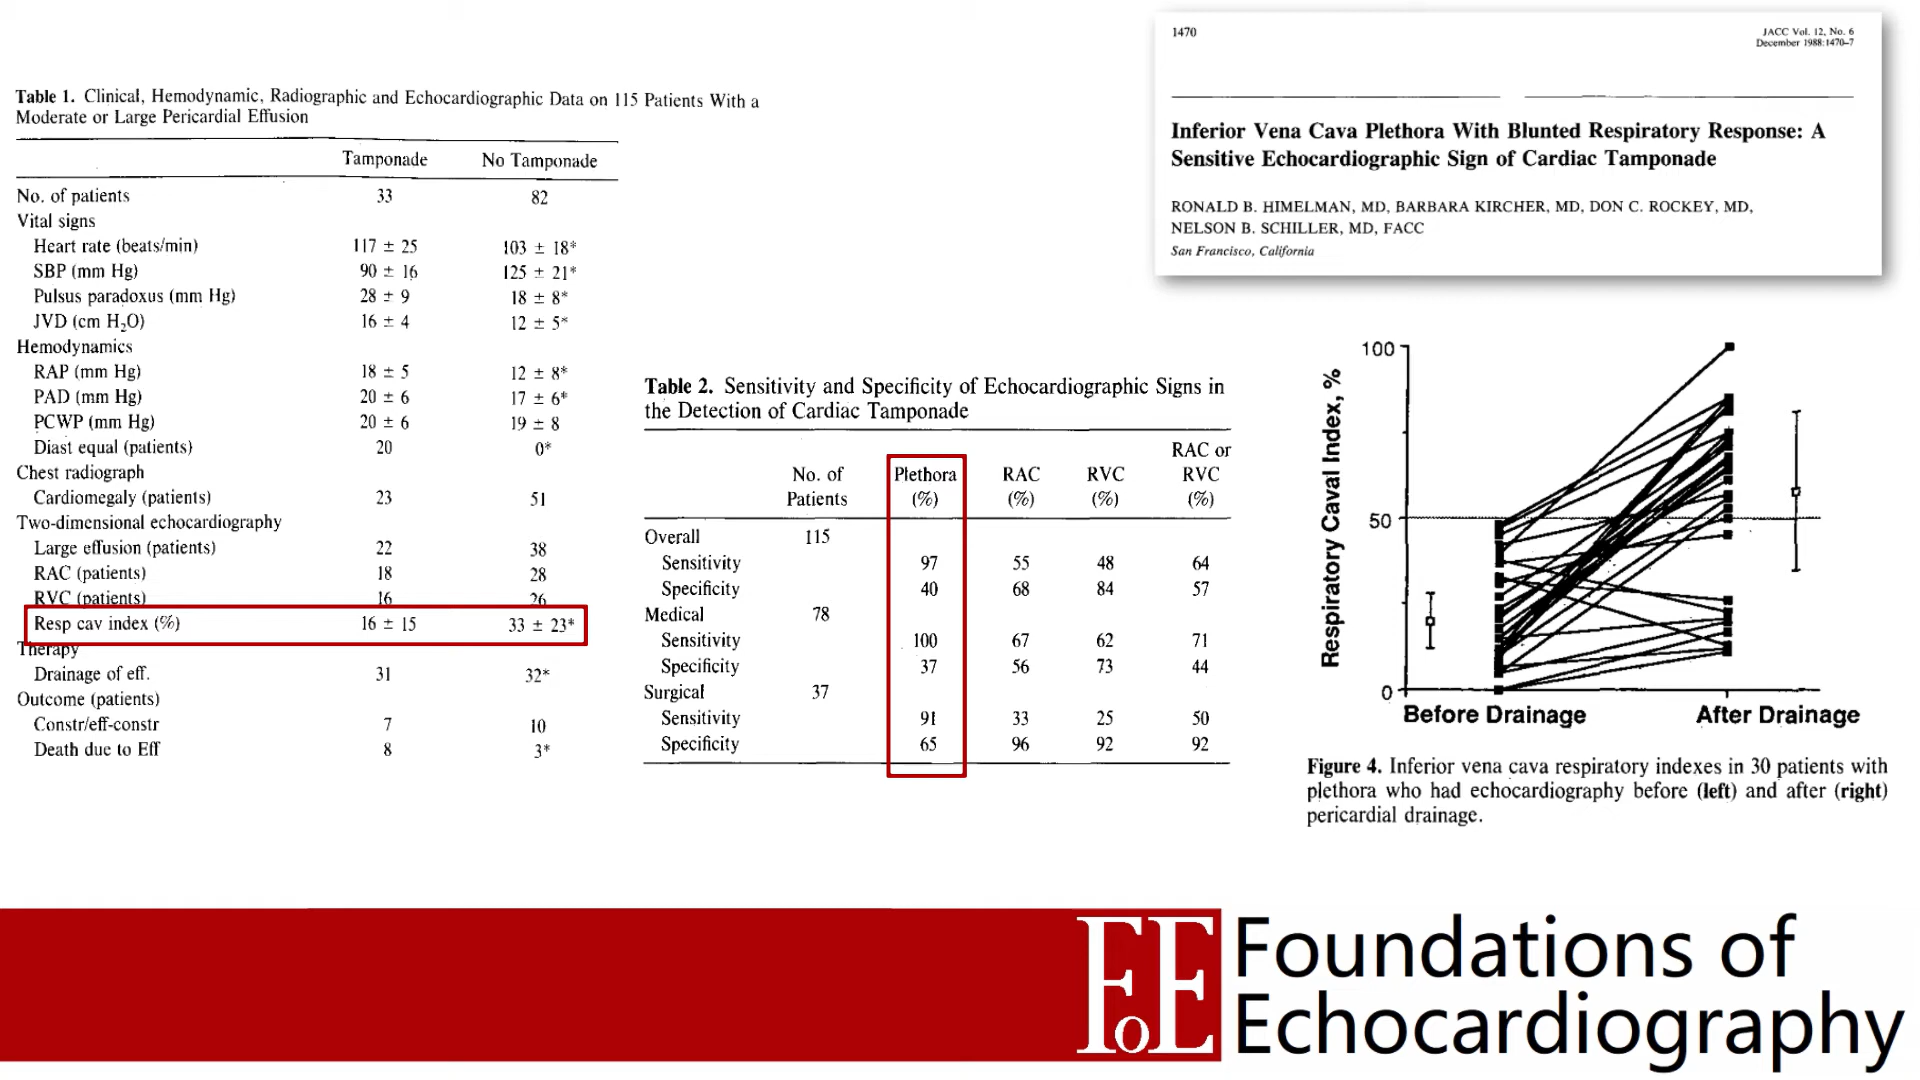 1470
JACC Vol. 12, No. 6
December 1988:1470–7
Inferior Vena Cava Plethora With Blunted Respiratory Response: A
Sensitive Echocardiographic Sign of Cardiac Tamponade
RONALD B. HIMELMAN, MD, BARBARA KIRCHER, MD, DON C. ROCKEY, MD,
NELSON B. SCHILLER, MD, FACC
San Francisco, California
Table 1. Clinical, Hemodynamic, Radiographic and Echocardiographic Data on 115 Patients With a
Moderate or Large Pericardial Effusion
Tamponade No Tamponade
No. of patients 33 82
Vital signs
Heart rate (beats/min) 117 ± 25 103 ± 18*
SBP (mm Hg) 90 ± 16 125 ± 21*
Pulsus paradoxus (mm Hg) 28 ± 9 18 ± 8*
JVD (cm H₂O) 16 ± 4 12 ± 5*
Hemodynamics
RAP (mm Hg) 18 ± 5 12 ± 8*
PAD (mm Hg) 20 ± 6 17 ± 6*
PCWP (mm Hg) 20 ± 6 19 ± 8
Diast equal (patients) 20 0*
Chest radiograph
Cardiomegaly (patients) 23 51
Two-dimensional echocardiography
Large effusion (patients) 22 38
RAC (patients) 18 28
RVC (patients) 16 26
Resp cav index (%) 16 ± 15 33 ± 23*
Therapy
Drainage of eff. 31 32*
Outcome (patients)
Constr/eff-constr 7 10
Death due to Eff 8 3*
Table 2. Sensitivity and Specificity of Echocardiographic Signs in
the Detection of Cardiac Tamponade
RAC or
No. of Plethora RAC RVC RVC
Patients (%) (%) (%) (%)
Overall 115
Sensitivity 97 55 48 64
Specificity 40 68 84 57
Medical 78
Sensitivity 100 67 62 71
Specificity 37 56 73 44
Surgical 37
Sensitivity 91 33 25 50
Specificity 65 96 92 92
Respiratory Caval Index, %
100
50
0
Before Drainage After Drainage
Figure 4. Inferior vena cava respiratory indexes in 30 patients with
plethora who had echocardiography before (left) and after (right)
pericardial drainage.
FoE
Foundations of
Echocardiography